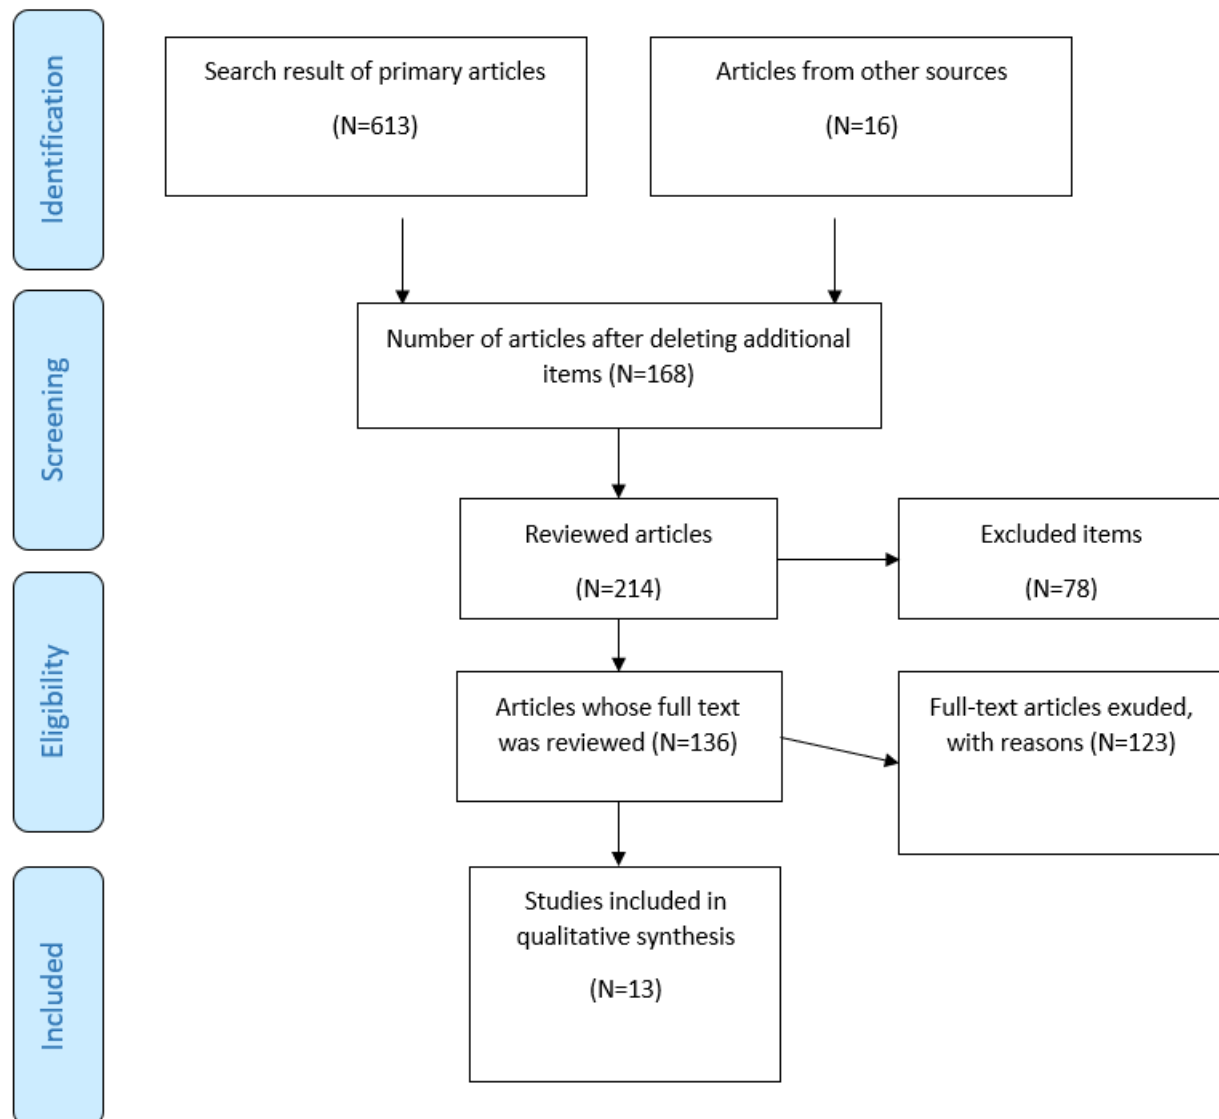 Identification
Search result of primary articles
(N=613)
Articles from other sources
(N=16)
Screening
Number of articles after deleting additional
items (N=168)
Reviewed articles
(N=214)
Excluded items
(N=78)
Eligibility
Articles whose full text
was reviewed (N=136)
Full-text articles exuded,
with reasons (N=123)
Included
Studies included in
qualitative synthesis
(N=13)